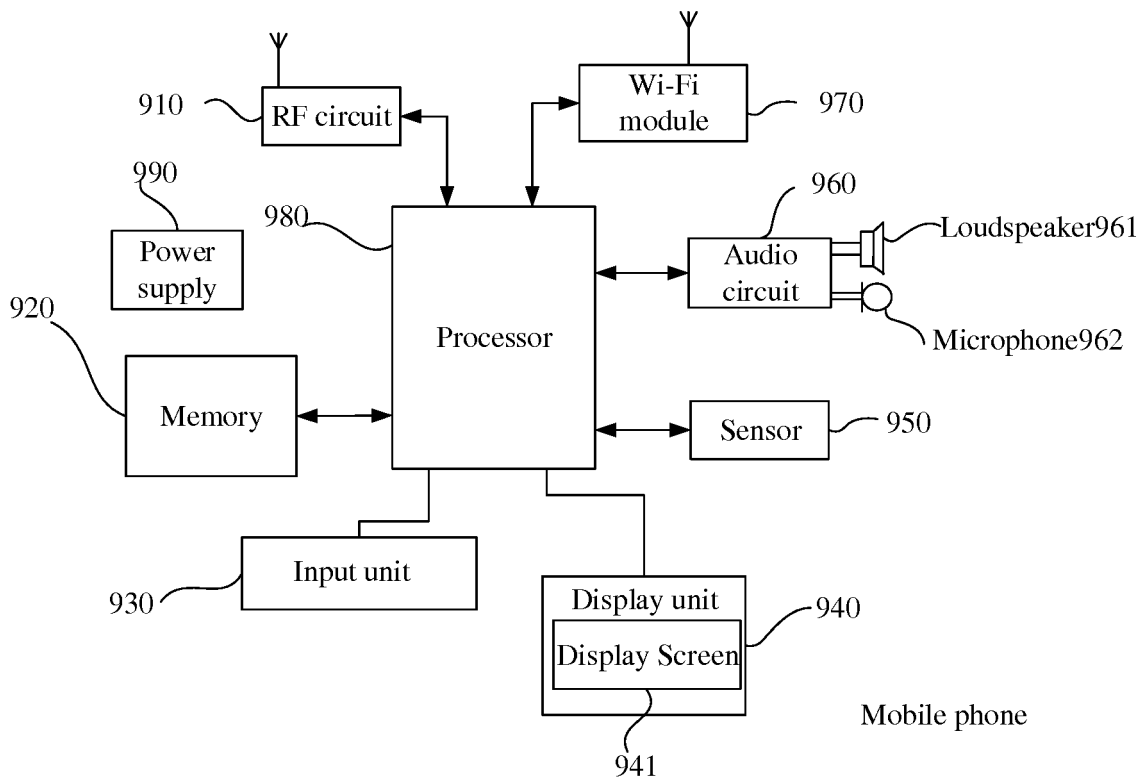 910
RF circuit
Wi-Fi
module
970
990
Power
supply
980
Processor
960
Audio
circuit
Loudspeaker961
Microphone962
920
Memory
Sensor
950
930
Input unit
Display unit
940
Display Screen
941
Mobile phone